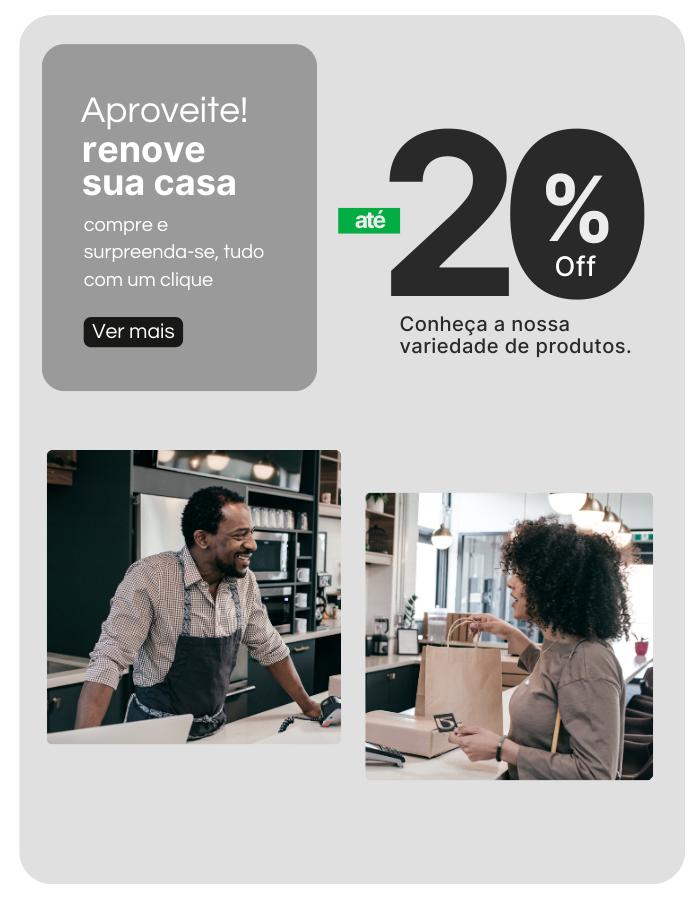 Aproveite!
renove
sua casa
compre e
surpreenda-se, tudo
com um clique
Ver mais
até
20
%
Off
Conheça a nossa
variedade de produtos.